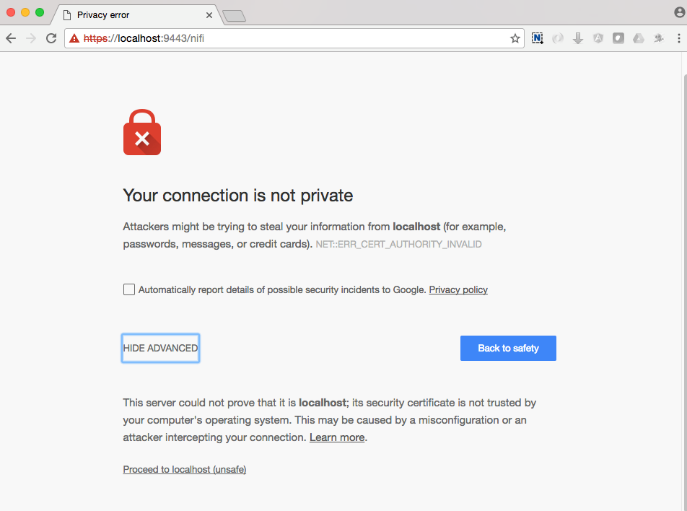 Privacy error
https://localhost:9443/nifi
Your connection is not private
Attackers might be trying to steal your information from localhost (for example,
passwords, messages, or credit cards). NET::ERR_CERT_AUTHORITY_INVALID
Automatically report details of possible security incidents to Google. Privacy policy
HIDE ADVANCED
Back to safety
This server could not prove that it is localhost; its security certificate is not trusted by
your computer's operating system. This may be caused by a misconfiguration or an
attacker intercepting your connection. Learn more.
Proceed to localhost (unsafe)